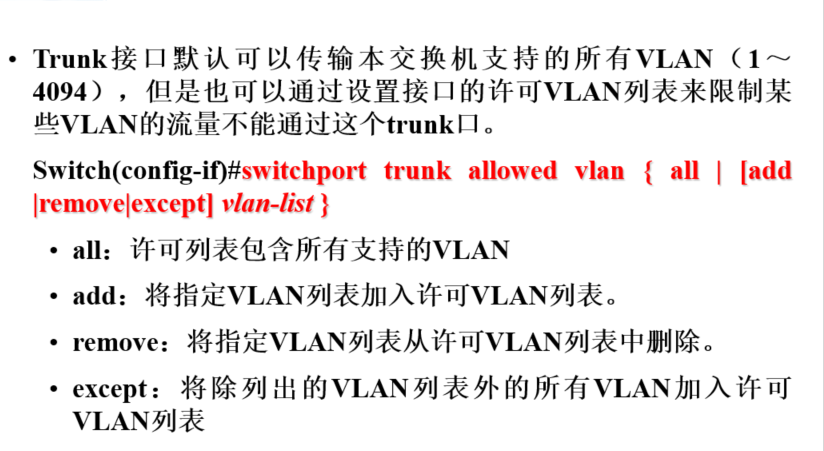 • Trunk接口默认可以传输本交换机支持的所有VLAN（1～
4094），但是也可以通过设置接口的许可VLAN列表来限制某
些VLAN的流量不能通过这个trunk口。
Switch(config-if)#switchport trunk allowed vlan { all | [add
|remove|except] vlan-list }
• all：许可列表包含所有支持的VLAN
• add：将指定VLAN列表加入许可VLAN列表。
• remove：将指定VLAN列表从许可VLAN列表中删除。
• except：将除列出的VLAN列表外的所有VLAN加入许可
VLAN列表